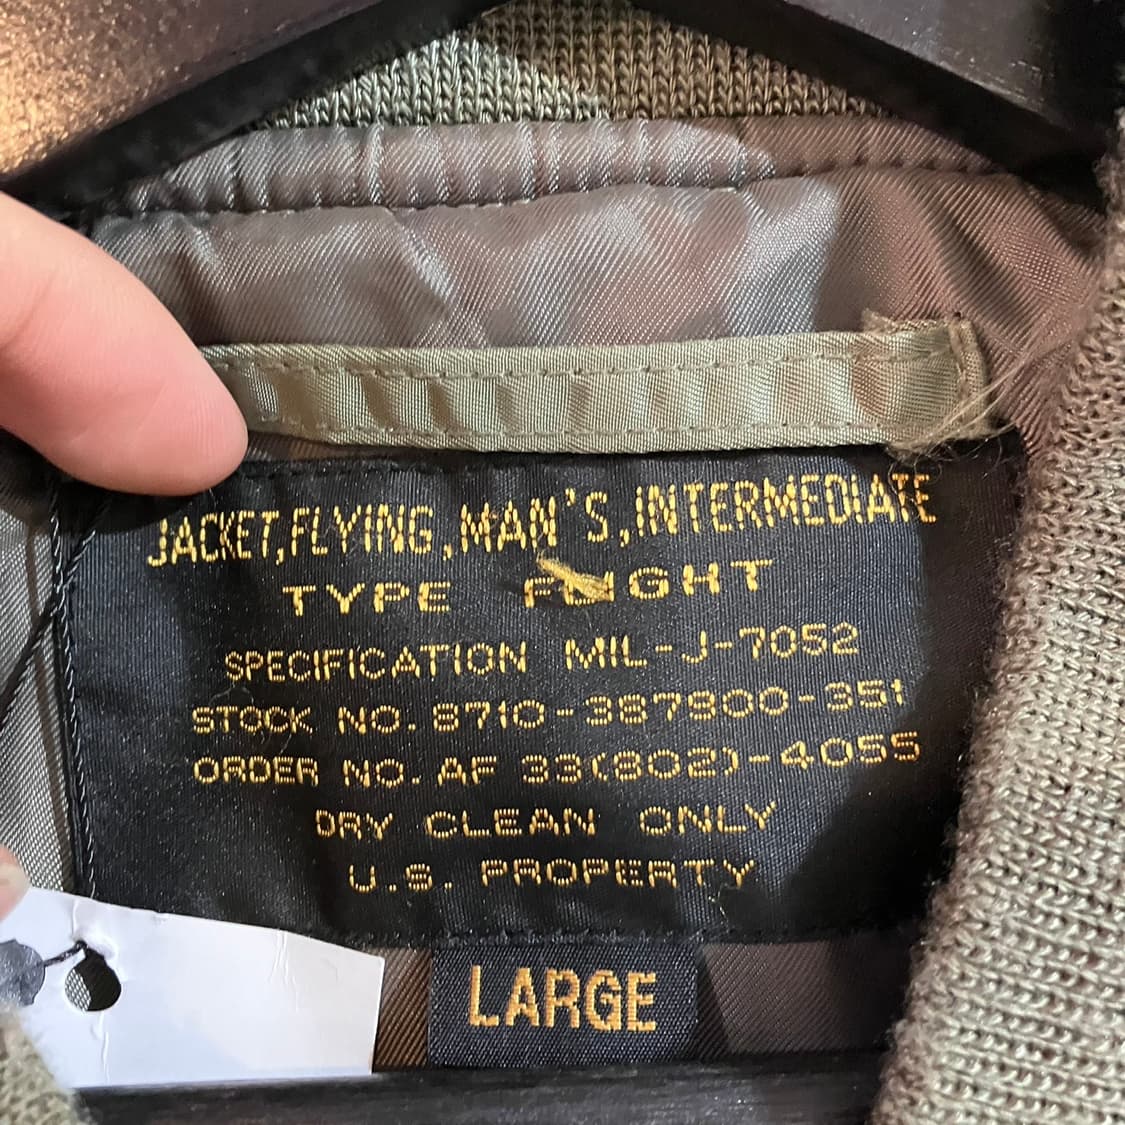 JACKET,FLYING,MAN'S,INTERMEDIATE
TYPE FLIGHT
SPECIFICATION MIL-J-7052
STOCK NO. 8710-387900-351
ORDER NO. AF 33(802)-4055
DRY CLEAN ONLY
U.S. PROPERTY
LARGE